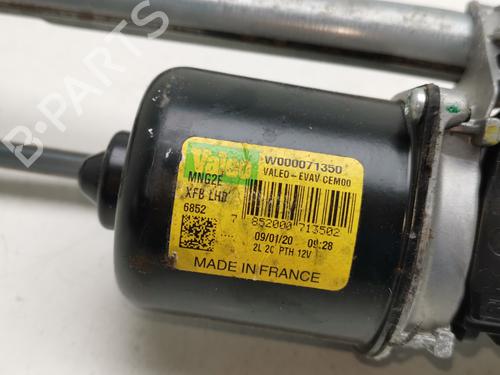 Valeo
W000071350
VALEO - EVAV CEM00
MNG2E
XFB LHD
6852
7 852000 713502
09/01/20 09:28
2L 2C PTH 12V
MADE IN FRANCE